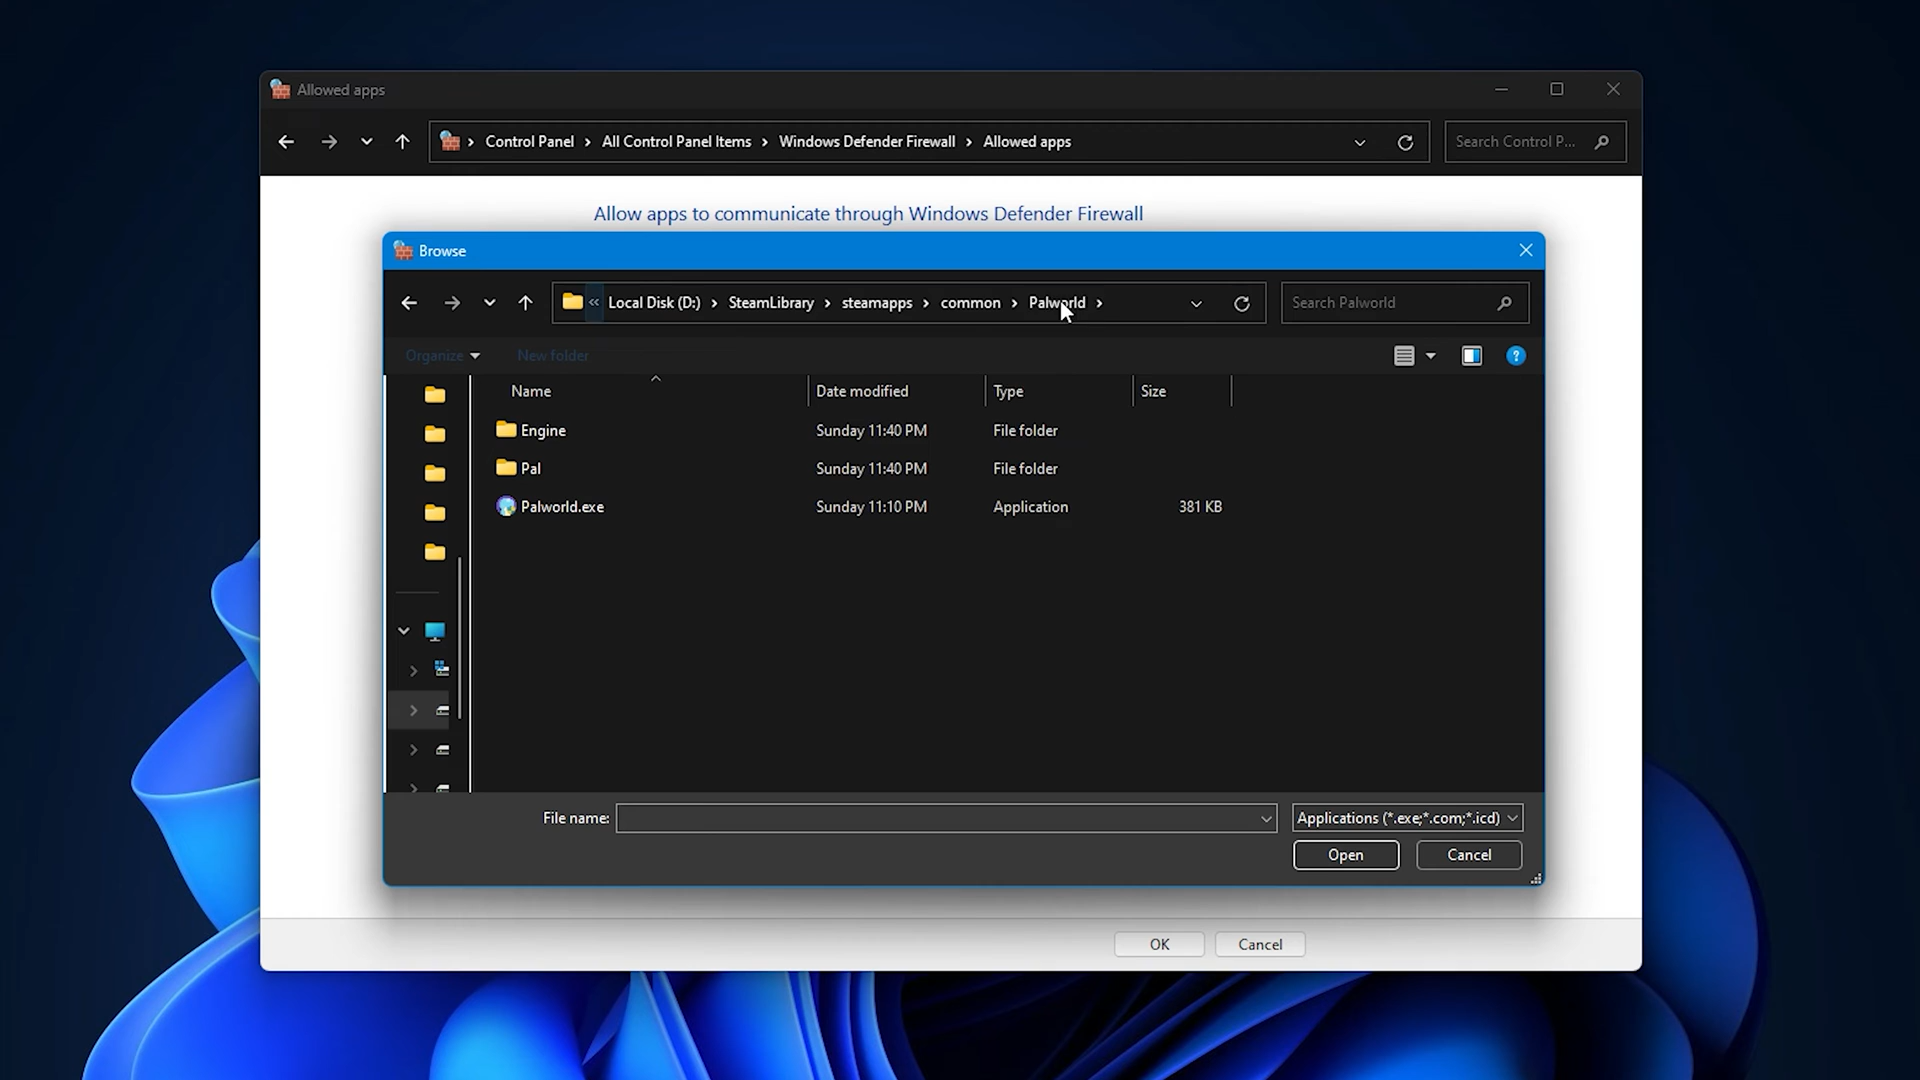 Allowed apps
Control Panel > All Control Panel Items > Windows Defender Firewall > Allowed apps
Search Control P...
Allow apps to communicate through Windows Defender Firewall
Browse
« Local Disk (D:) > SteamLibrary > steamapps > common > Palworld >
Search Palworld
Organize
New folder
?
Name Date modified Type Size
Engine Sunday 11:40 PM File folder
Pal Sunday 11:40 PM File folder
Palworld.exe Sunday 11:10 PM Application 381 KB
File name:
Applications (*.exe;*.com;*.icd)
Open Cancel
OK Cancel